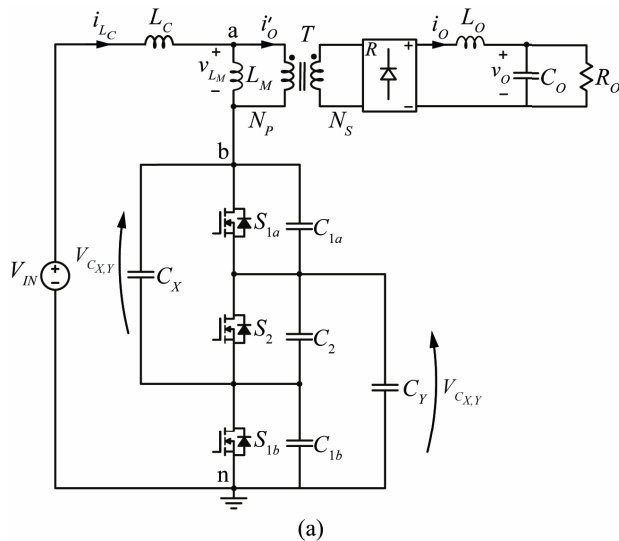 i_{L_C} L_C a i'_O T i_O L_O
+ v_{L_M} − L_M R + − + v_O − C_O R_O
N_P N_S
b
S_{1a} C_{1a}
V_{C_{X,Y}}
V_{IN} + − C_X
S_2 C_2
C_Y V_{C_{X,Y}}
S_{1b} C_{1b}
n
(a)